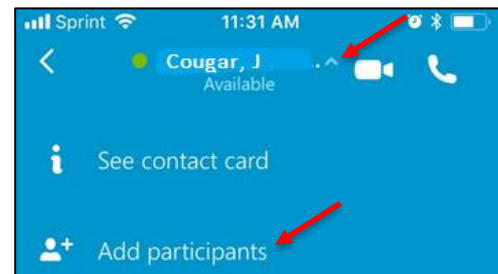 Sprint 11:31 AM
Cougar, J ..
Available
See contact card
Add participants